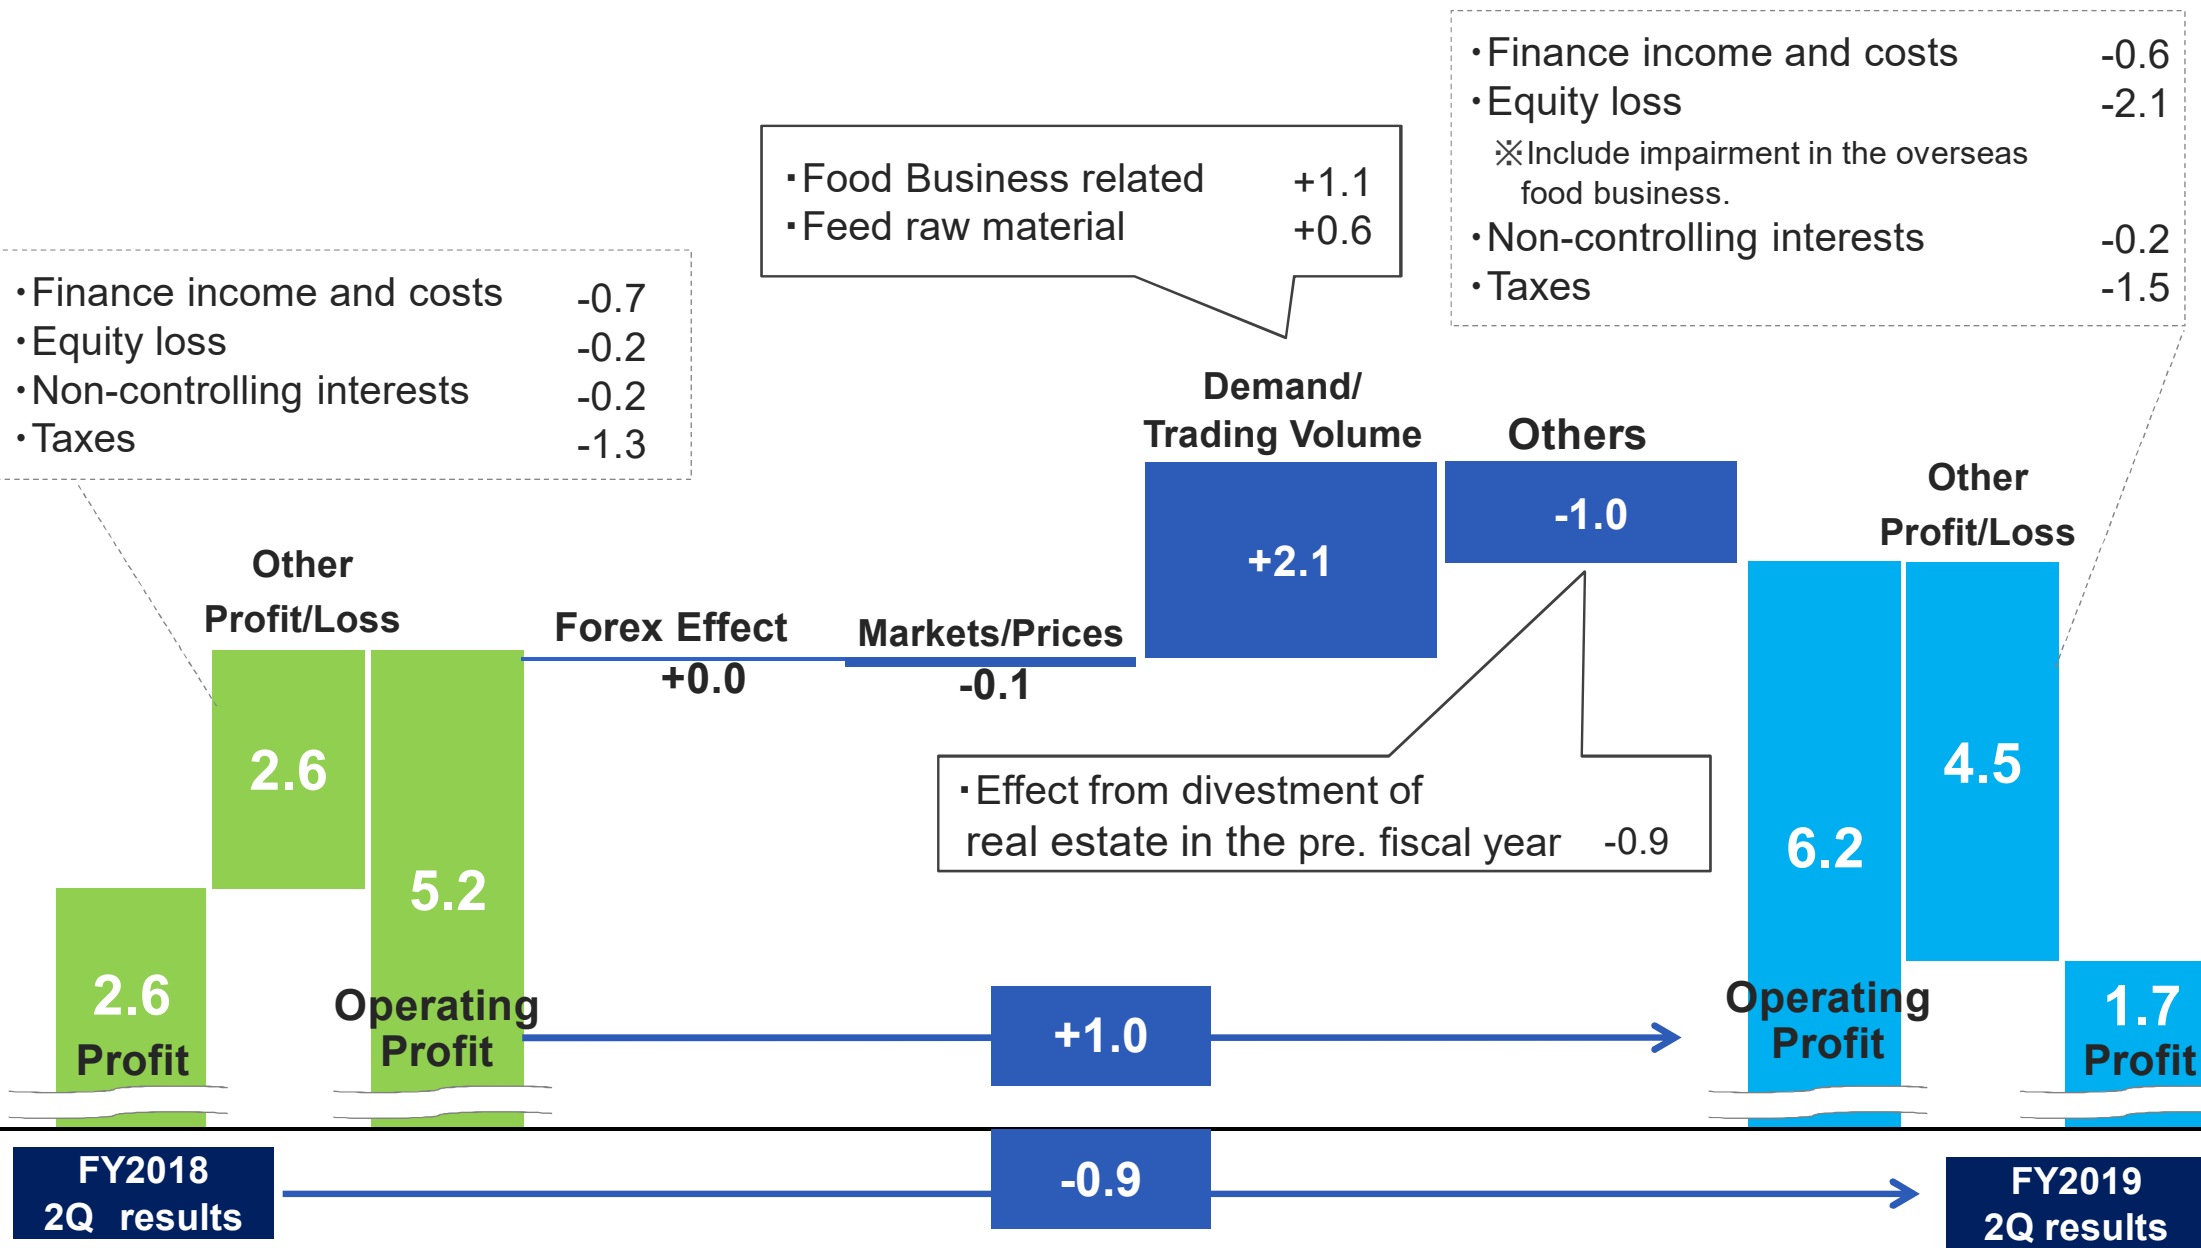 ・Finance income and costs -0.6
・Equity loss -2.1
※Include impairment in the overseas
food business.
・Non-controlling interests -0.2
・Taxes -1.5
・Food Business related +1.1
・Feed raw material +0.6
・Finance income and costs -0.7
・Equity loss -0.2
・Non-controlling interests -0.2
・Taxes -1.3
Demand/
Trading Volume
Others
Other
Profit/Loss
Other
Profit/Loss
Forex Effect
+0.0
Markets/Prices
-0.1
+2.1
-1.0
2.6
5.2
4.5
6.2
・Effect from divestment of
real estate in the pre. fiscal year -0.9
2.6
Profit
Operating
Profit
+1.0
Operating
Profit
1.7
Profit
FY2018
2Q results
-0.9
FY2019
2Q results